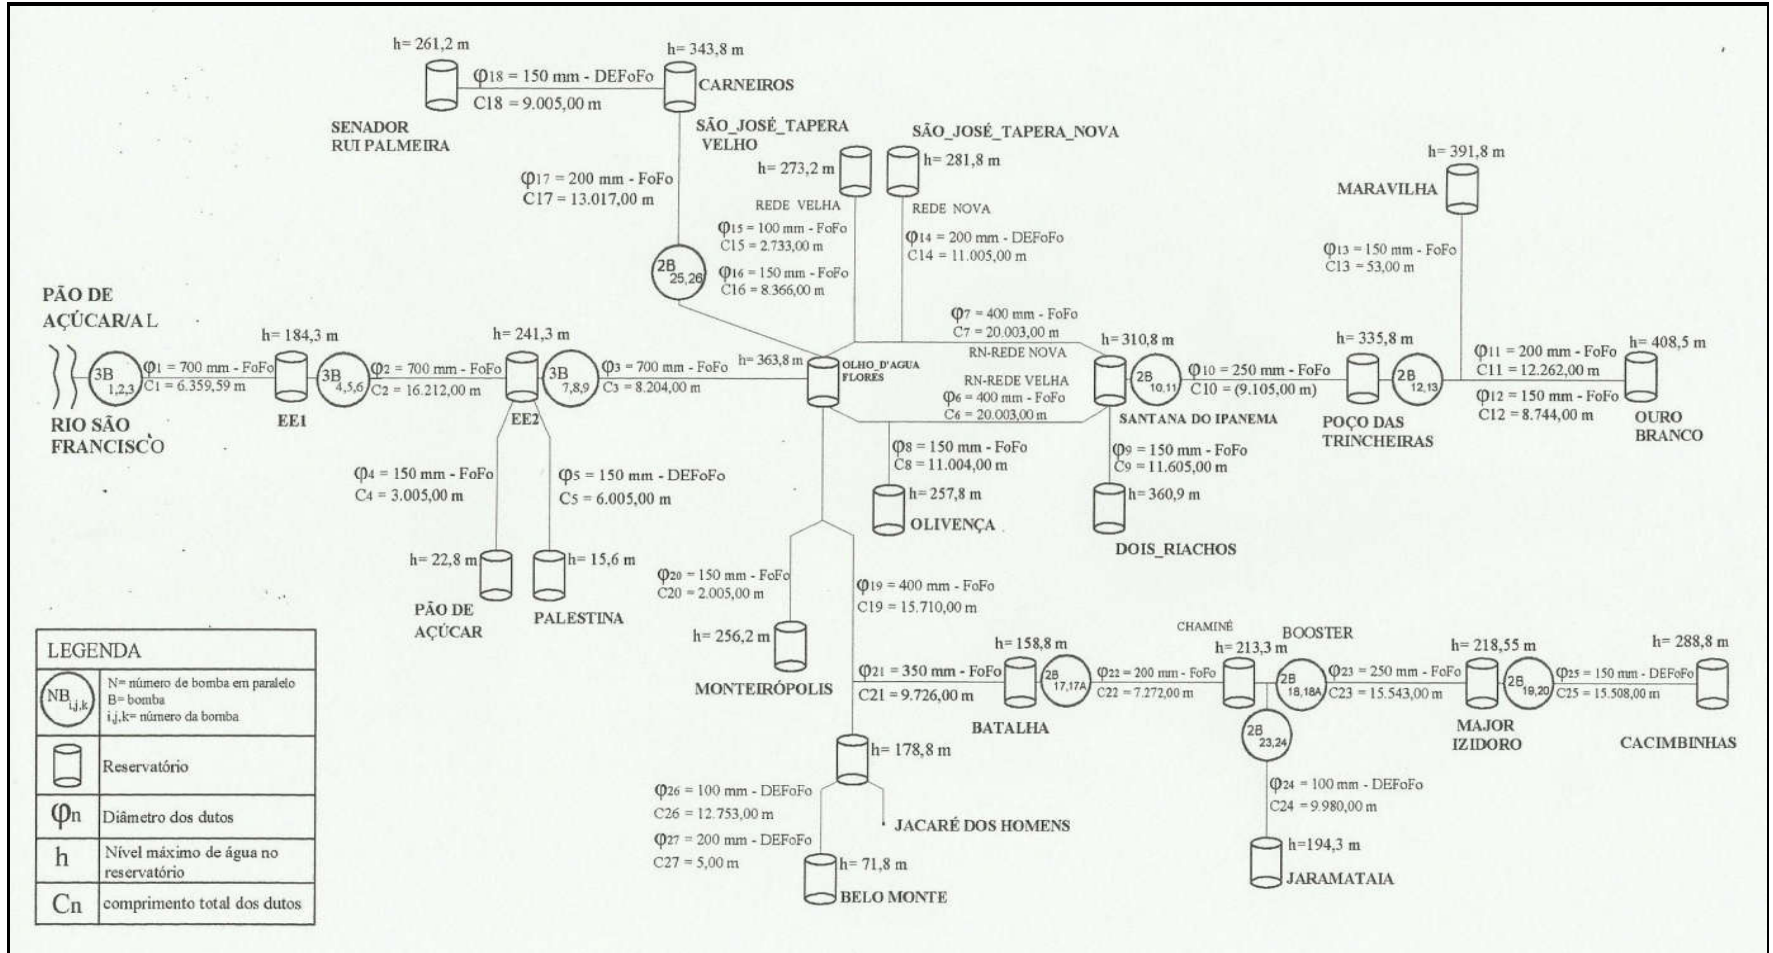 h= 261,2 m
φ18 = 150 mm - DEFoFo
C18 = 9.005,00 m
SENADOR
RUI PALMEIRA
h= 343,8 m
CARNEIROS
φ17 = 200 mm - FoFo
C17 = 13.017,00 m
2B 25,26
SÃO_JOSÉ_TAPERA
VELHO
h= 273,2 m
REDE VELHA
φ15 = 100 mm - FoFo
C15 = 2.733,00 m
φ16 = 150 mm - FoFo
C16 = 8.366,00 m
SÃO_JOSÉ_TAPERA_NOVA
h= 281,8 m
REDE NOVA
φ14 = 200 mm - DEFoFo
C14 = 11.005,00 m
h= 391,8 m
MARAVILHA
φ13 = 150 mm - FoFo
C13 = 53,00 m
PÃO DE
AÇÚCAR/AL
3B 1,2,3
RIO SÃO
FRANCISCO
φ1 = 700 mm - FoFo
C1 = 6.359,59 m
h= 184,3 m
EE1
3B 4,5,6
φ2 = 700 mm - FoFo
C2 = 16.212,00 m
h= 241,3 m
EE2
3B 7,8,9
φ3 = 700 mm - FoFo
C3 = 8.204,00 m
h= 363,8 m
OLHO_D'AGUA
FLORES
φ7 = 400 mm - FoFo
C7 = 20.003,00 m
RN-REDE NOVA
RN-REDE VELHA
φ6 = 400 mm - FoFo
C6 = 20.003,00 m
h= 310,8 m
SANTANA DO IPANEMA
2B 10,11
φ10 = 250 mm - FoFo
C10 = (9.105,00 m)
h= 335,8 m
POÇO DAS
TRINCHEIRAS
2B 12,13
φ11 = 200 mm - FoFo
C11 = 12.262,00 m
φ12 = 150 mm - FoFo
C12 = 8.744,00 m
h= 408,5 m
OURO
BRANCO
φ4 = 150 mm - FoFo
C4 = 3.005,00 m
φ5 = 150 mm - DEFoFo
C5 = 6.005,00 m
h= 22,8 m
PÃO DE
AÇÚCAR
h= 15,6 m
PALESTINA
φ8 = 150 mm - FoFo
C8 = 11.004,00 m
h= 257,8 m
OLIVENÇA
φ9 = 150 mm - FoFo
C9 = 11.605,00 m
h= 360,9 m
DOIS_RIACHOS
φ20 = 150 mm - FoFo
C20 = 2.005,00 m
h= 256,2 m
MONTEIRÓPOLIS
φ19 = 400 mm - FoFo
C19 = 15.710,00 m
φ21 = 350 mm - FoFo
C21 = 9.726,00 m
h= 158,8 m
BATALHA
2B 17,17A
φ22 = 200 mm - FoFo
C22 = 7.272,00 m
CHAMINÉ
h= 213,3 m
BOOSTER
2B 18,18A
φ23 = 250 mm - FoFo
C23 = 15.543,00 m
h= 218,55 m
MAJOR
IZIDORO
2B 19,20
φ25 = 150 mm - DEFoFo
C25 = 15.508,00 m
h= 288,8 m
CACIMBINHAS
2B 23,24
φ24 = 100 mm - DEFoFo
C24 = 9.980,00 m
h=194,3 m
JARAMATAIA
h= 178,8 m
φ26 = 100 mm - DEFoFo
C26 = 12.753,00 m
φ27 = 200 mm - DEFoFo
C27 = 5,00 m
JACARÉ DOS HOMENS
h= 71,8 m
BELO MONTE
LEGENDA
NB i,j,k
N= número de bomba em paralelo
B= bomba
i,j,k= número da bomba
Reservatório
φn
Diâmetro dos dutos
h
Nível máximo de água no
reservatório
Cn
comprimento total dos dutos